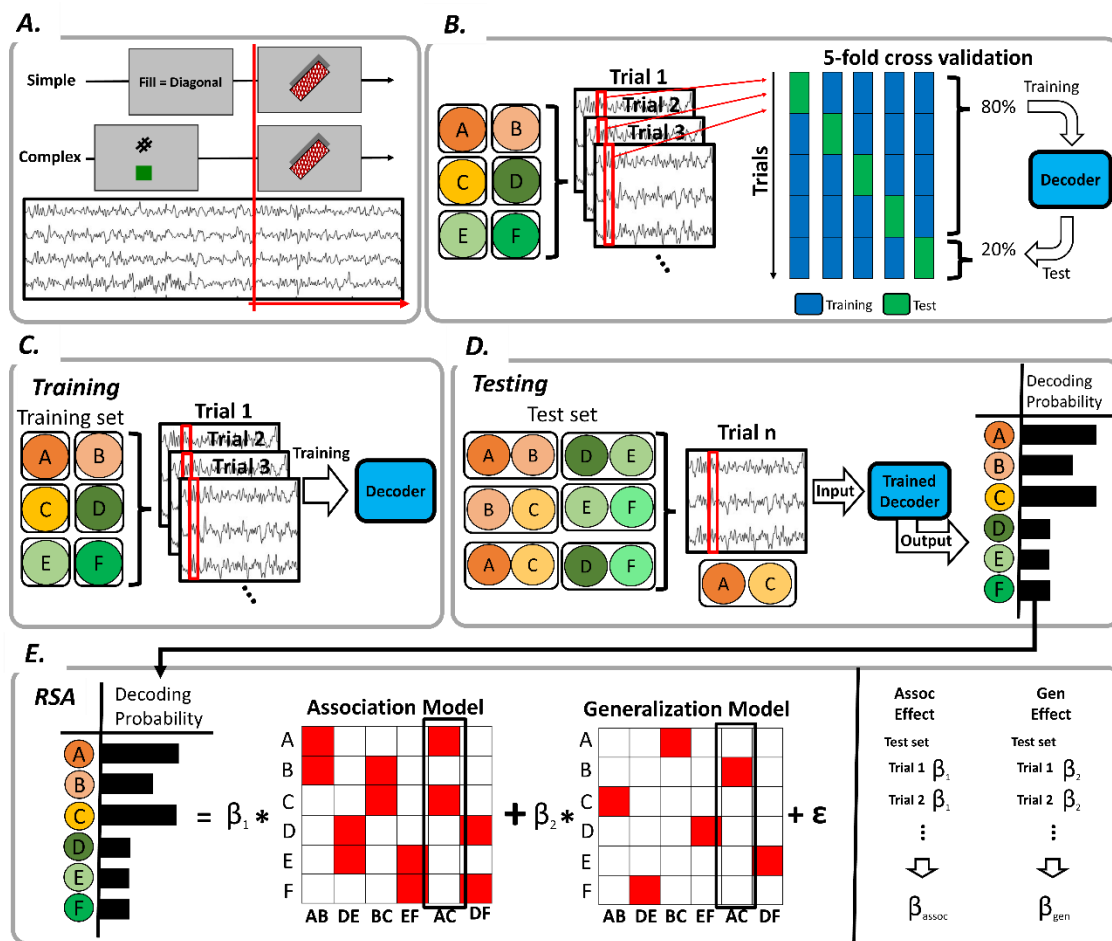 A.
Simple
Fill = Diagonal
Complex
B.
A B
C D
E F
Trial 1
Trial 2
Trial 3
5-fold cross validation
Trials
80%
20%
Training
Decoder
Test
Training Test
C.
Training
Training set
A B
C D
E F
Trial 1
Trial 2
Trial 3
Training
Decoder
D.
Testing
Test set
A B D E
B C E F
A C D F
Trial n
A C
Input
Trained
Decoder
Output
Decoding
Probability
A
B
C
D
E
F
E.
RSA
Decoding
Probability
A
B
C
D
E
F
= β1 *
Association Model
A
B
C
D
E
F
AB DE BC EF AC DF
+ β2 *
Generalization Model
A
B
C
D
E
F
AB DE BC EF AC DF
+ ε
Assoc
Effect
Test set
Trial 1 β1
Trial 2 β1
βassoc
Gen
Effect
Test set
Trial 1 β2
Trial 2 β2
βgen